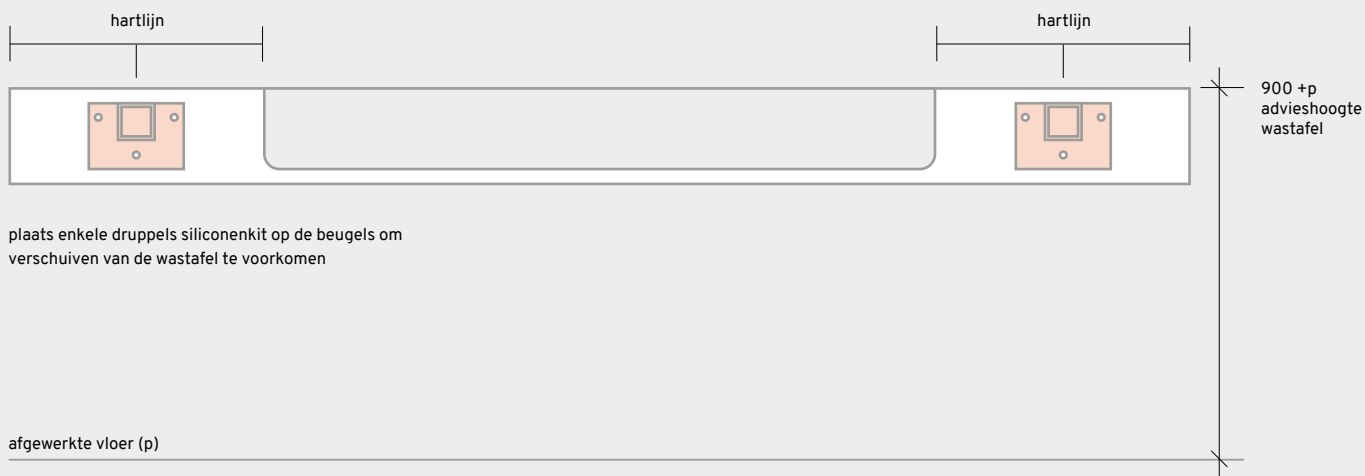 hartlijn
hartlijn
900 +p
advieshoogte
wastafel
plaats enkele druppels siliconenkit op de beugels om
verschuiven van de wastafel te voorkomen
afgewerkte vloer (p)